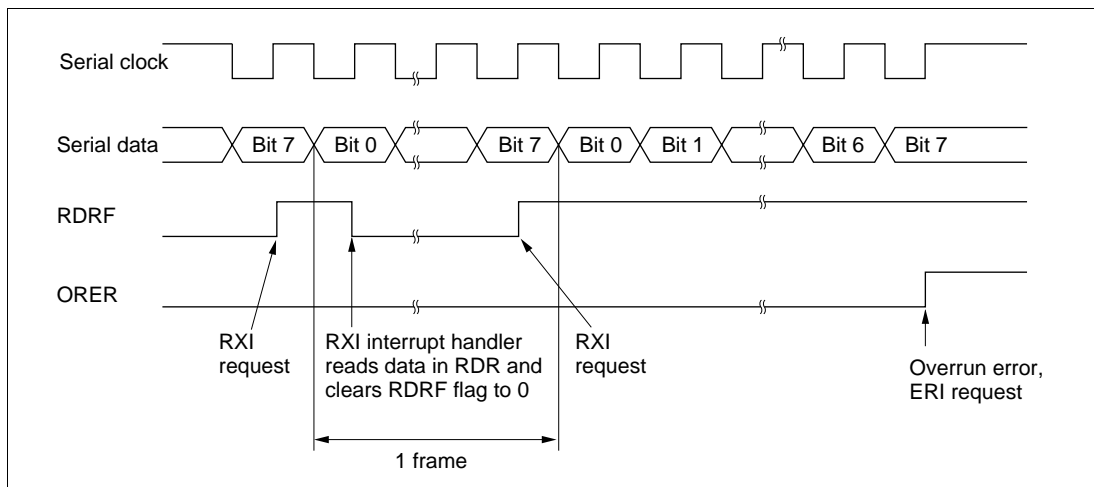 Serial clock
Serial data
Bit 7
Bit 0
Bit 7
Bit 0
Bit 1
Bit 6
Bit 7
RDRF
ORER
RXI
request
RXI interrupt handler
reads data in RDR and
clears RDRF flag to 0
RXI
request
Overrun error,
ERI request
1 frame